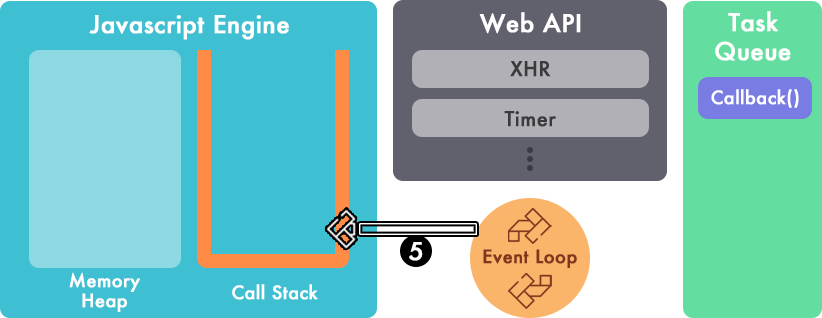 Javascript Engine
Memory
Heap
Call Stack
Web API
XHR
Timer
5
Event Loop
Task
Queue
Callback()